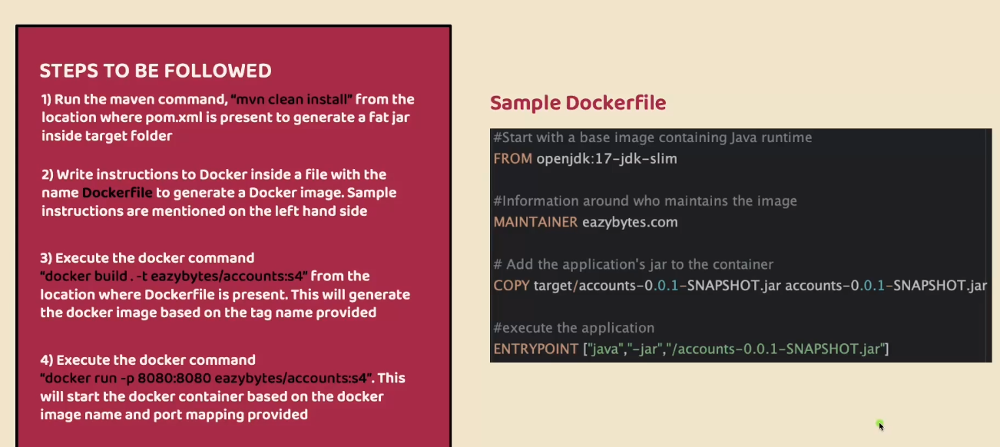 STEPS TO BE FOLLOWED
1) Run the maven command, "mvn clean install" from the
location where pom.xml is present to generate a fat jar
inside target folder
2) Write instructions to Docker inside a file with the
name Dockerfile to generate a Docker image. Sample
instructions are mentioned on the left hand side
3) Execute the docker command
"docker build . -t eazybytes/accounts:s4" from the
location where Dockerfile is present. This will generate
the docker image based on the tag name provided
4) Execute the docker command
"docker run -p 8080:8080 eazybytes/accounts:s4". This
will start the docker container based on the docker
image name and port mapping provided
Sample Dockerfile
#Start with a base image containing Java runtime
FROM openjdk:17-jdk-slim
#Information around who maintains the image
MAINTAINER eazybytes.com
# Add the application's jar to the container
COPY target/accounts-0.0.1-SNAPSHOT.jar accounts-0.0.1-SNAPSHOT.jar
#execute the application
ENTRYPOINT ["java","-jar","/accounts-0.0.1-SNAPSHOT.jar"]